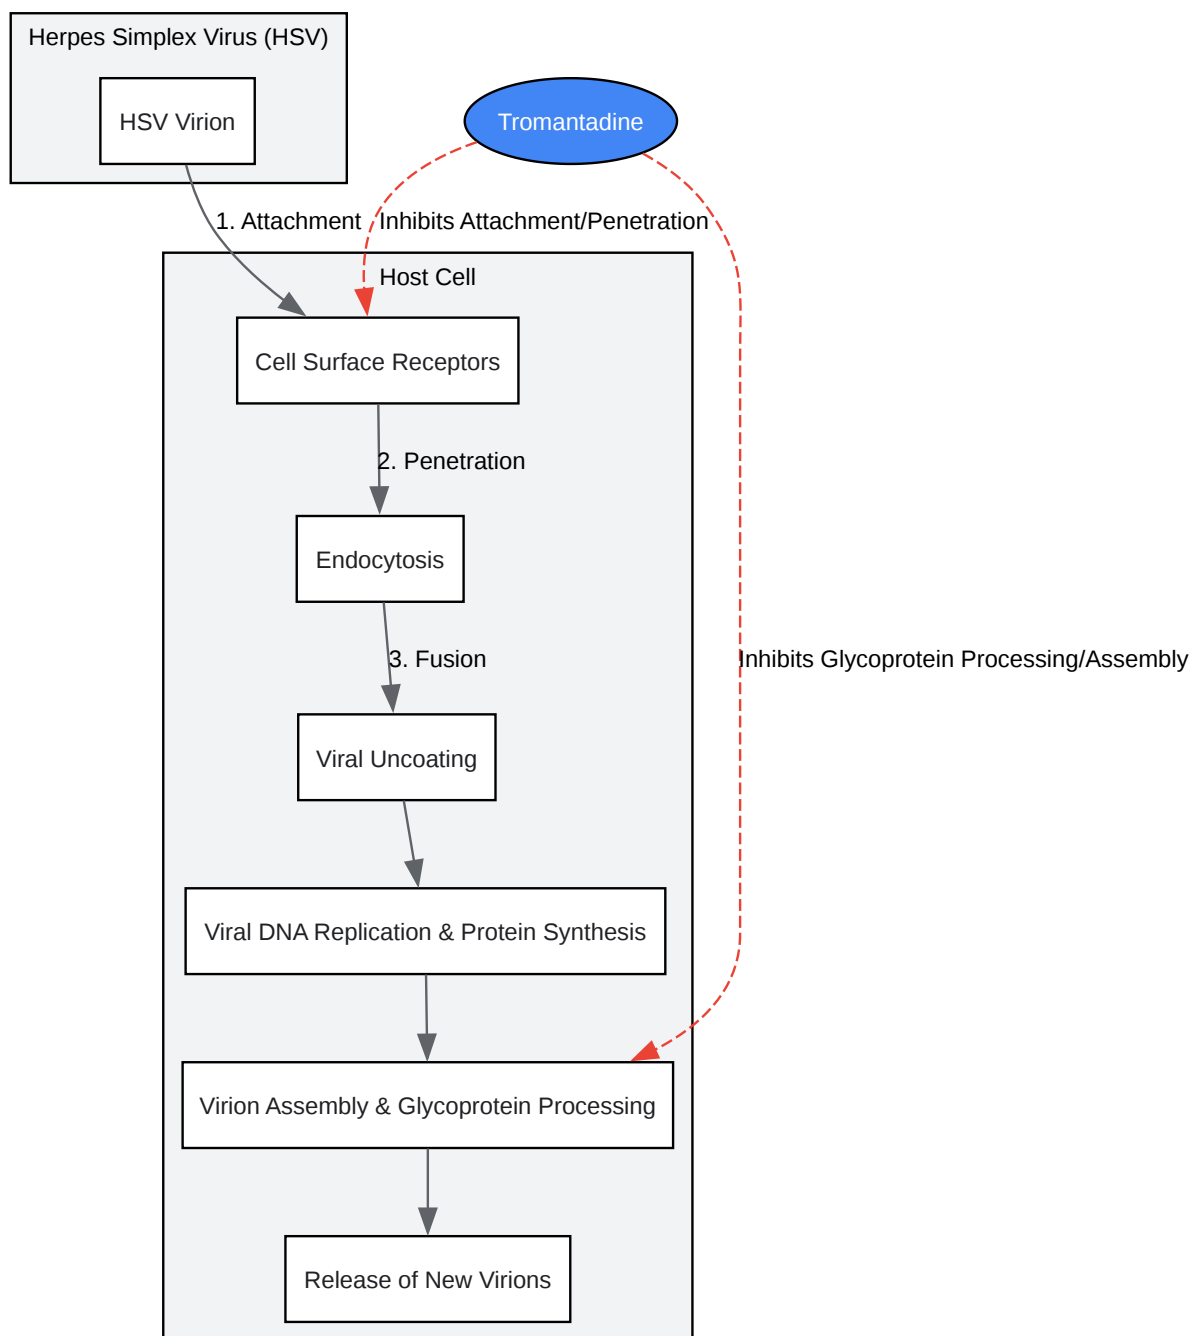 Herpes Simplex Virus (HSV)
HSV Virion
Tromantadine
1. Attachment
Inhibits Attachment/Penetration
Host Cell
Cell Surface Receptors
2. Penetration
Endocytosis
3. Fusion
Inhibits Glycoprotein Processing/Assembly
Viral Uncoating
Viral DNA Replication & Protein Synthesis
Virion Assembly & Glycoprotein Processing
Release of New Virions